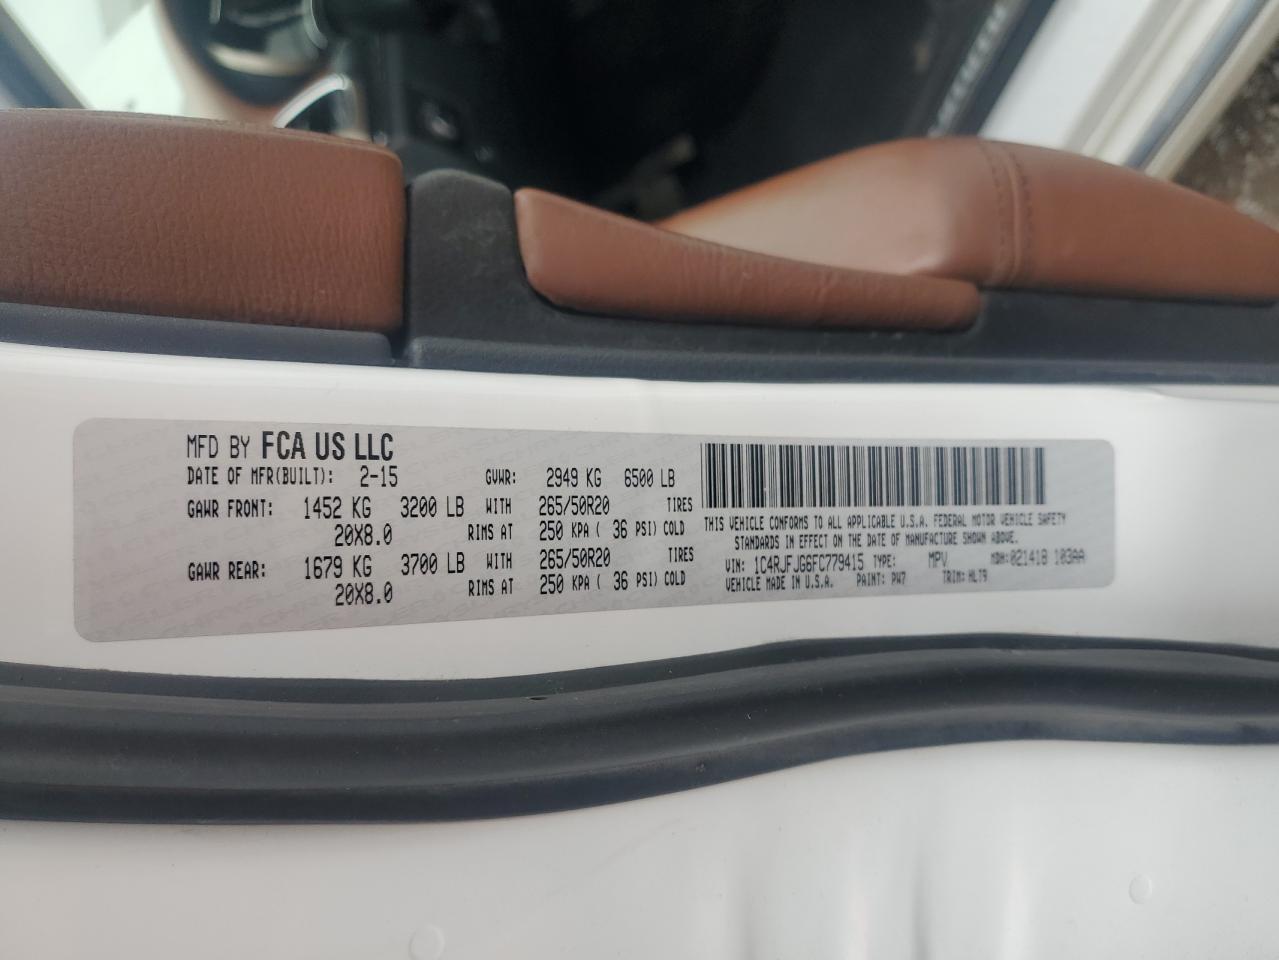 MFD BY FCA US LLC
DATE OF MFR(BUILT): 2-15 GVWR: 2949 KG 6500 LB
GAWR FRONT: 1452 KG 3200 LB WITH 265/50R20 TIRES
20X8.0 RIMS AT 250 KPA ( 36 PSI) COLD
GAWR REAR: 1679 KG 3700 LB WITH 265/50R20 TIRES
20X8.0 RIMS AT 250 KPA ( 36 PSI) COLD
THIS VEHICLE CONFORMS TO ALL APPLICABLE U.S.A. FEDERAL MOTOR VEHICLE SAFETY
STANDARDS IN EFFECT ON THE DATE OF MANUFACTURE SHOWN ABOVE.
VIN: 1C4RJFJG6FC779415 TYPE: MPV MDH:021418 103AA
VEHICLE MADE IN U.S.A. PAINT: PW7 TRIM: HLT9